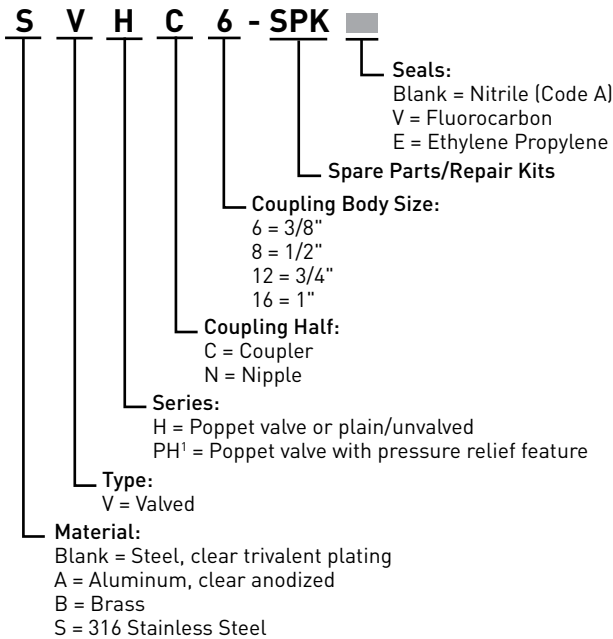 S V H C 6 - SPK
Seals:
Blank = Nitrile (Code A)
V = Fluorocarbon
E = Ethylene Propylene
Spare Parts/Repair Kits
Coupling Body Size:
6 = 3/8"
8 = 1/2"
12 = 3/4"
16 = 1"
Coupling Half:
C = Coupler
N = Nipple
Series:
H = Poppet valve or plain/unvalved
PH¹ = Poppet valve with pressure relief feature
Type:
V = Valved
Material:
Blank = Steel, clear trivalent plating
A = Aluminum, clear anodized
B = Brass
S = 316 Stainless Steel